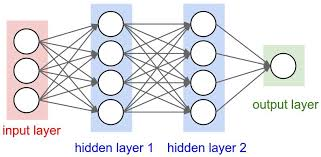 input layer
hidden layer 1
hidden layer 2
output layer